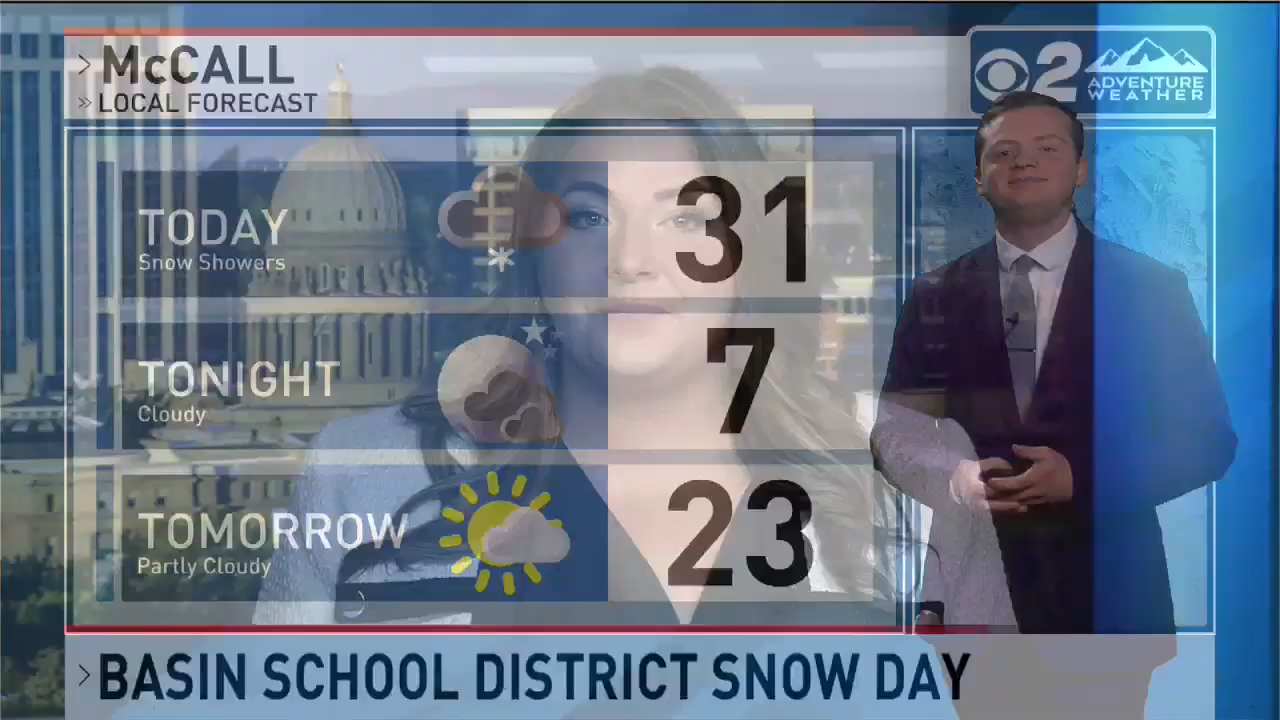 McCALL
LOCAL FORECAST
2
ADVENTURE
WEATHER
TODAY
Snow Showers
31
TONIGHT
Cloudy
7
TOMORROW
Partly Cloudy
23
BASIN SCHOOL DISTRICT SNOW DAY